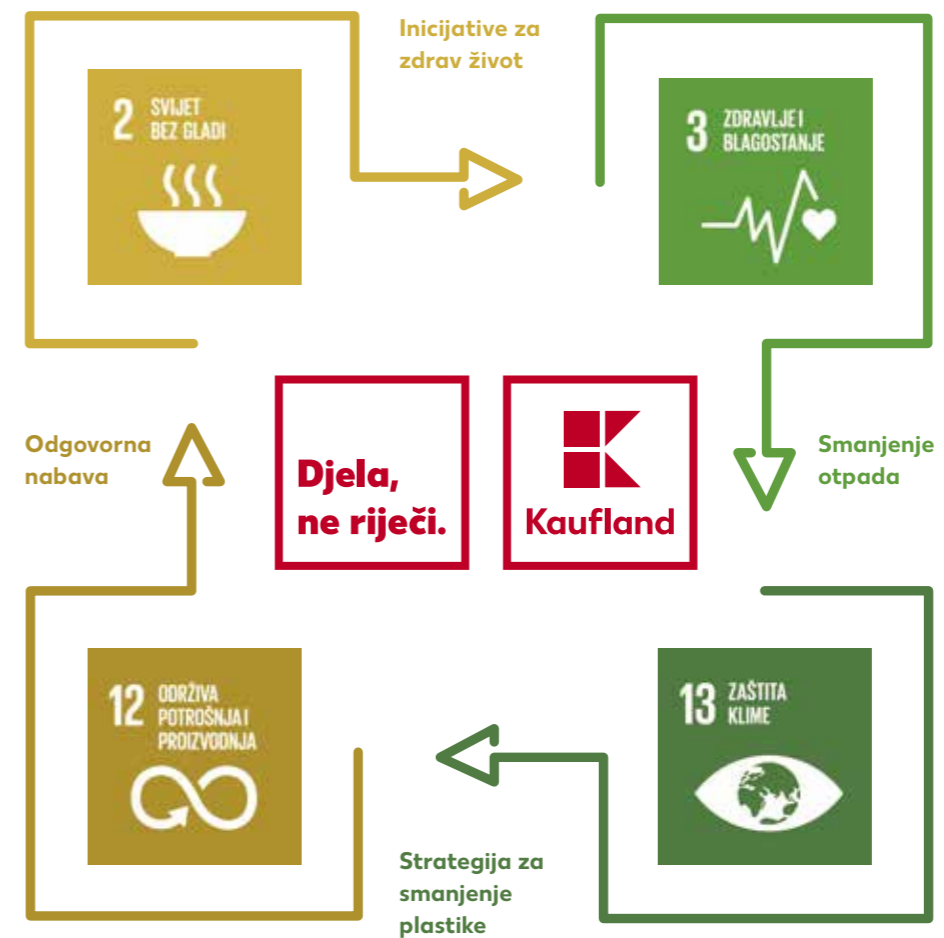 Inicijative za
zdrav život
2 SVIJET
BEZ GLADI
3 ZDRAVLJE I
BLAGOSTANJE
Odgovorna
nabava
Djela,
ne riječi.
Kaufland
Smanjenje
otpada
12 ODRŽIVA
POTROŠNJA I
PROIZVODNJA
13 ZAŠTITA
KLIME
Strategija za
smanjenje
plastike